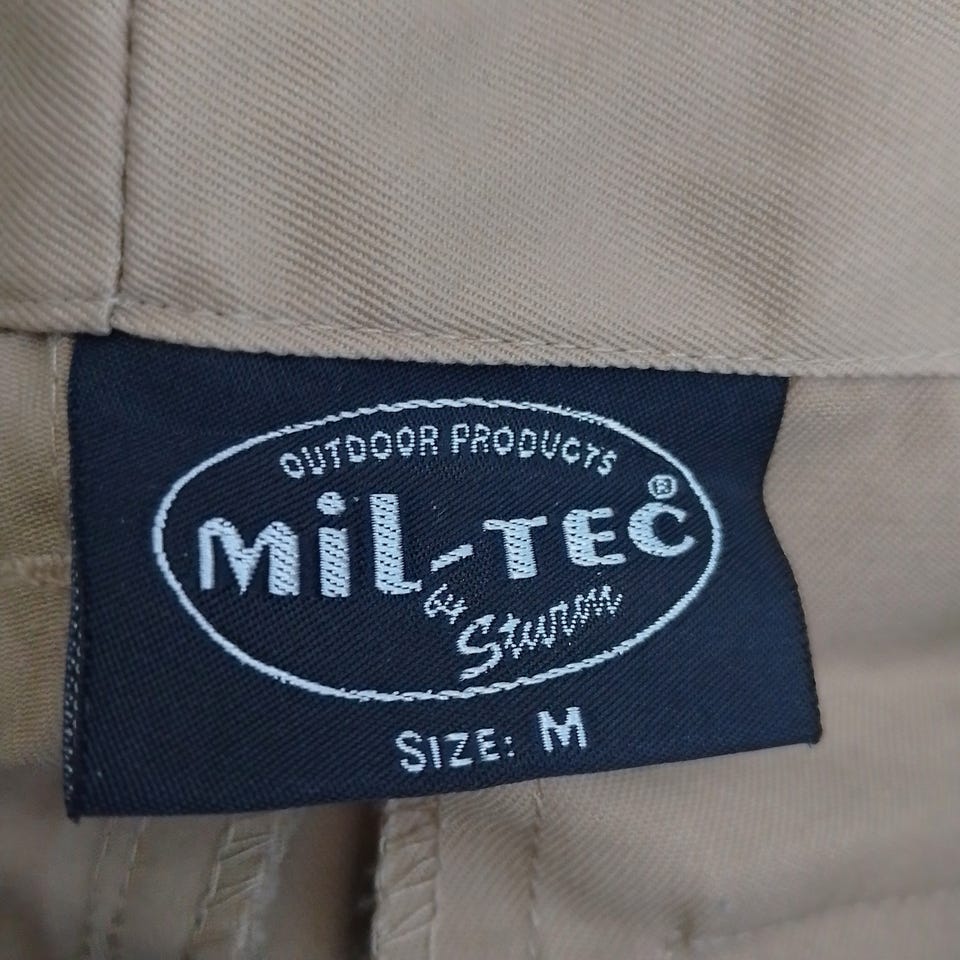 OUTDOOR PRODUCTS
MiL-TEC®
by Sturm
SIZE: M